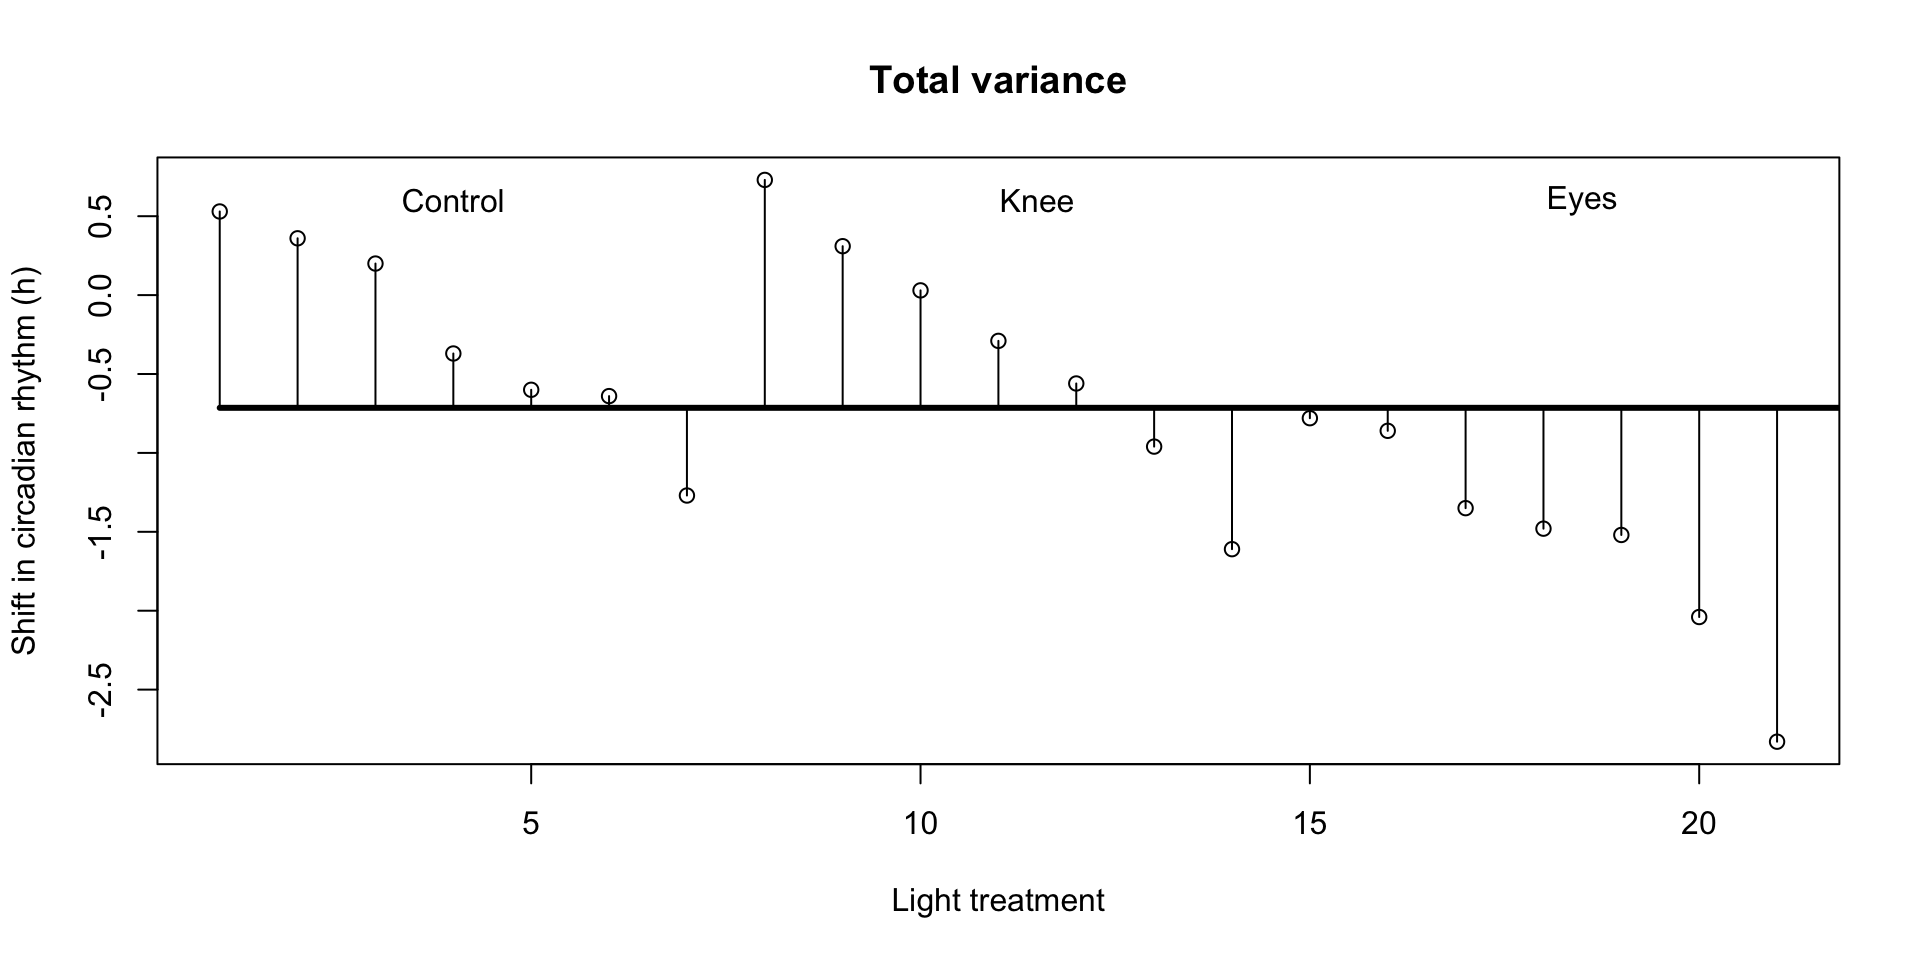 Total variance
Control
Knee
Eyes
Shift in circadian rhythm (h)
0.5
0.0
-0.5
-1.5
-2.5
5
10
15
20
Light treatment